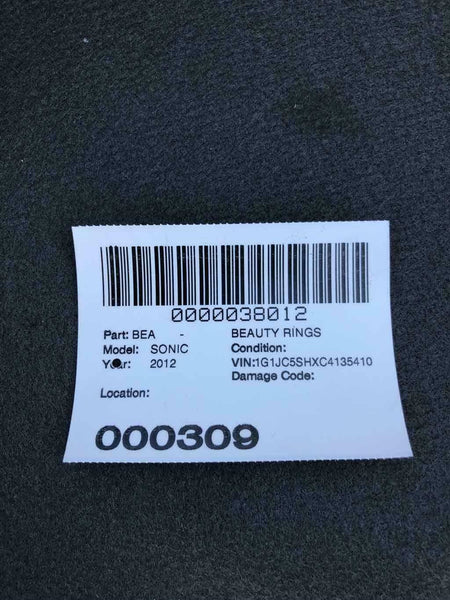 0000038012
Part: BEA - BEAUTY RINGS
Model: SONIC Condition:
Year: 2012 VIN:1G1JC5SHXC4135410
Damage Code:
Location:
000309